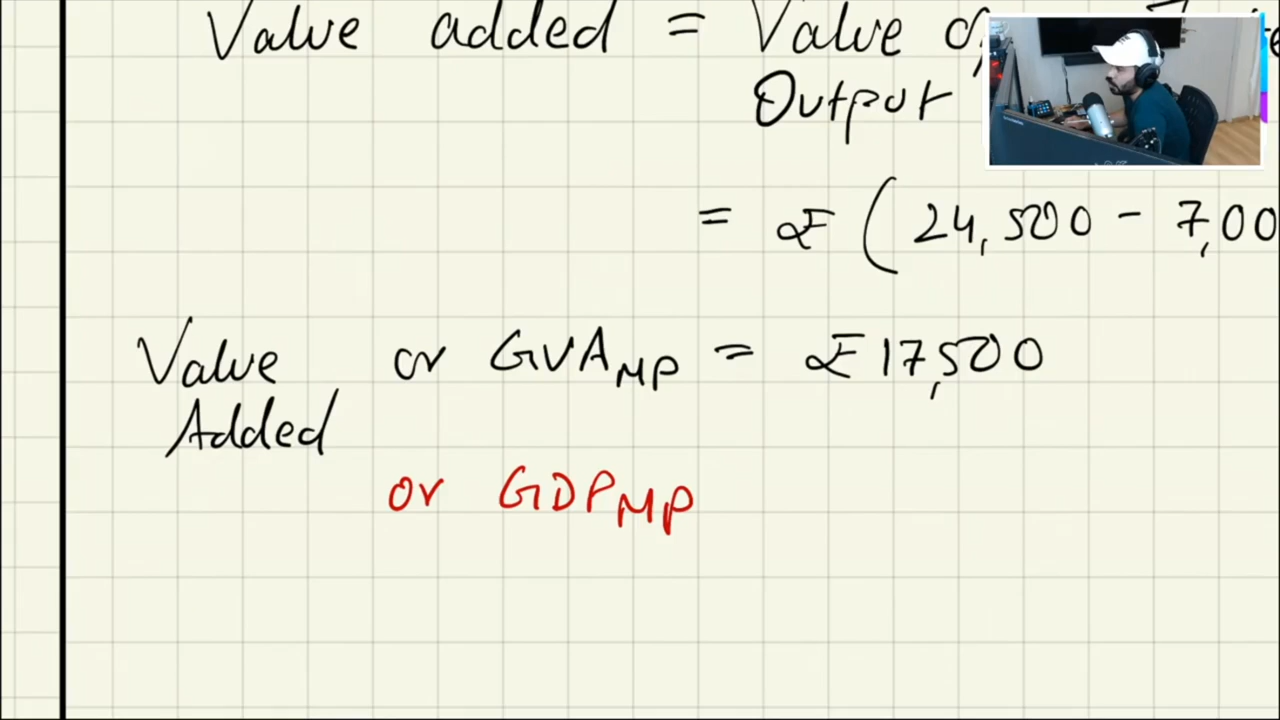 Value added = Value of
Output
= ₹ (24,500 - 7,00
Value or GVAMP = ₹17,500
Added
or GDPMP